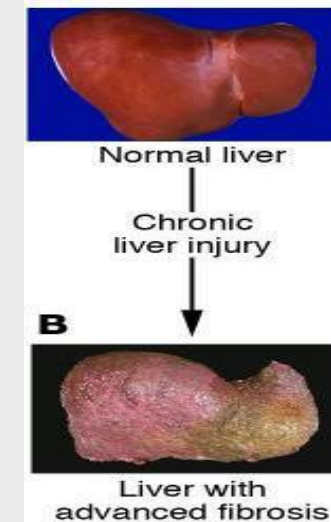 Normal liver
Chronic
liver injury
B
Liver with
advanced fibrosis